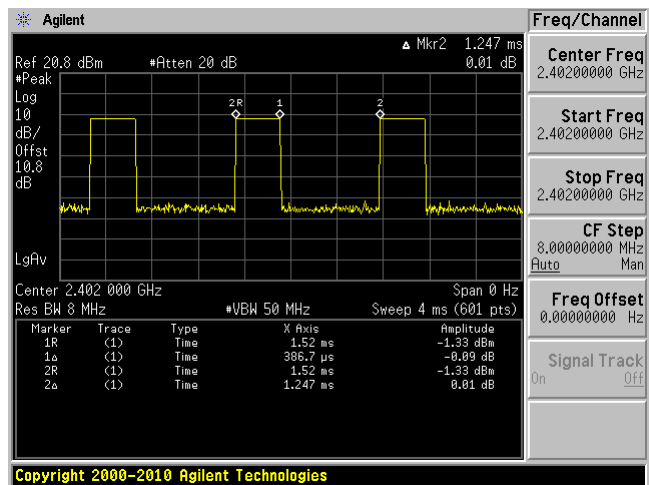 Agilent
Freq/Channel
▵ Mkr2 1.247 ms
Ref 20.8 dBm #Atten 20 dB 0.01 dB
#Peak
Log
10
dB/
Offst
10.8
dB
2R 1 2
LgAv
Center 2.402 000 GHz Span 0 Hz
Res BW 8 MHz #VBW 50 MHz Sweep 4 ms (601 pts)
Marker Trace Type X Axis Amplitude
1R (1) Time 1.52 ms -1.33 dBm
1▵ (1) Time 386.7 µs -0.09 dB
2R (1) Time 1.52 ms -1.33 dBm
2▵ (1) Time 1.247 ms 0.01 dB
Center Freq
2.40200000 GHz
Start Freq
2.40200000 GHz
Stop Freq
2.40200000 GHz
CF Step
8.00000000 MHz
Auto Man
Freq Offset
0.00000000 Hz
Signal Track
On Off
Copyright 2000-2010 Agilent Technologies